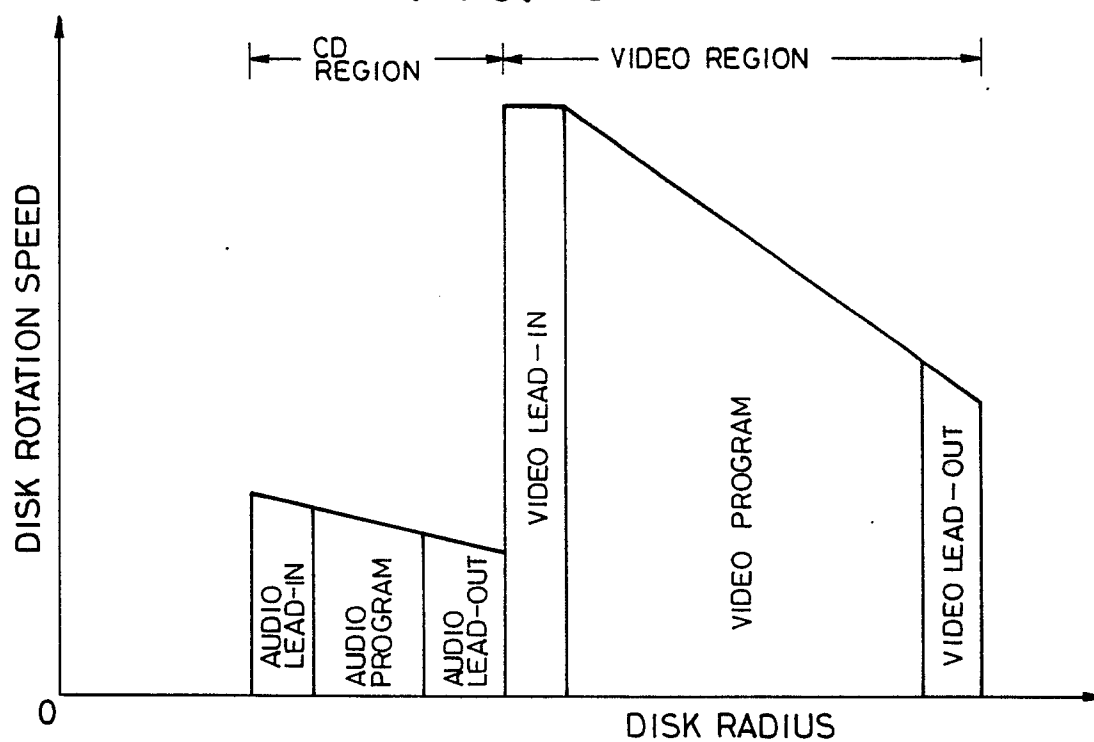 CD
REGION
VIDEO REGION
DISK ROTATION SPEED
AUDIO
LEAD-IN
AUDIO
PROGRAM
AUDIO
LEAD-OUT
VIDEO LEAD-IN
VIDEO PROGRAM
VIDEO LEAD-OUT
0
DISK RADIUS